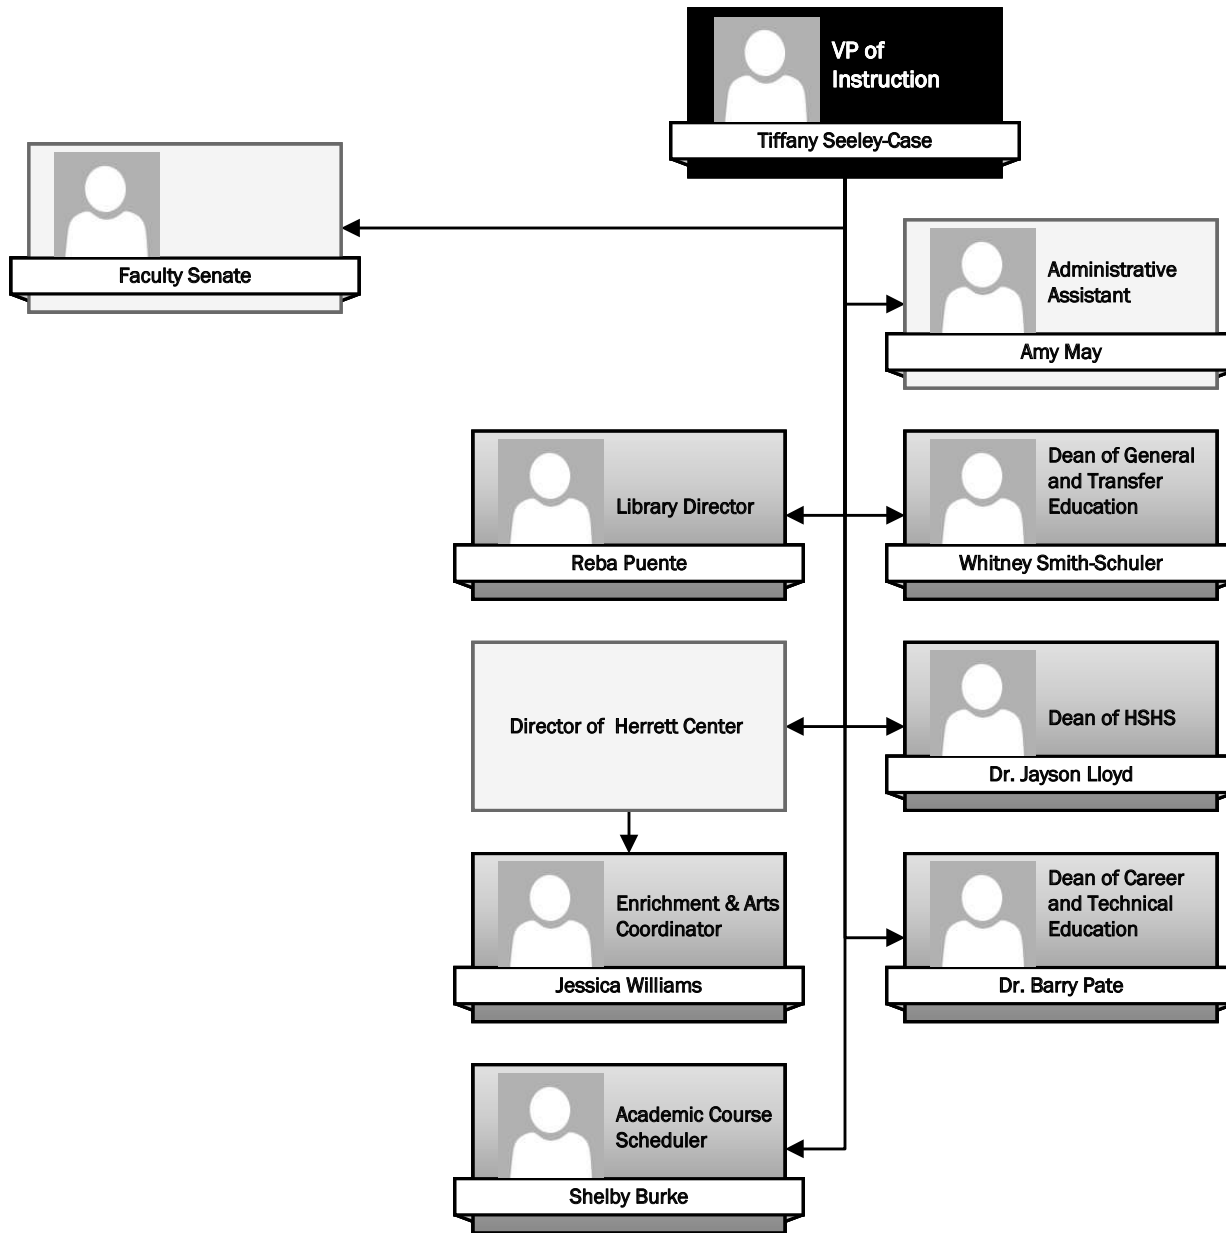 VP of
Instruction
Tiffany Seeley-Case
Faculty Senate
Administrative
Assistant
Amy May
Library Director
Reba Puente
Dean of General
and Transfer
Education
Whitney Smith-Schuler
Director of Herrett Center
Dean of HSHS
Dr. Jayson Lloyd
Enrichment & Arts
Coordinator
Jessica Williams
Dean of Career
and Technical
Education
Dr. Barry Pate
Academic Course
Scheduler
Shelby Burke